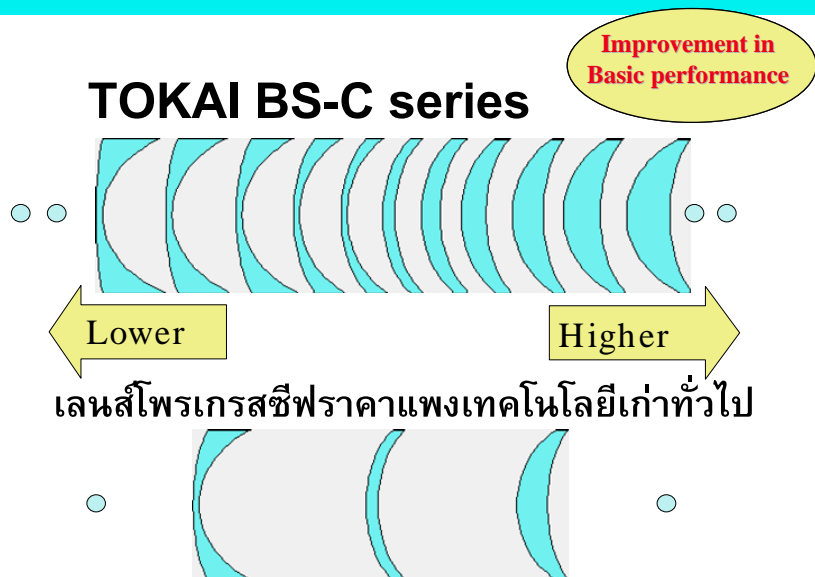 Improvement in
Basic performance
TOKAI BS-C series
Lower
Higher
เลนส์โพรเกรสซีฟราคาแพงเทคโนโลยีเก่าทั่วไป